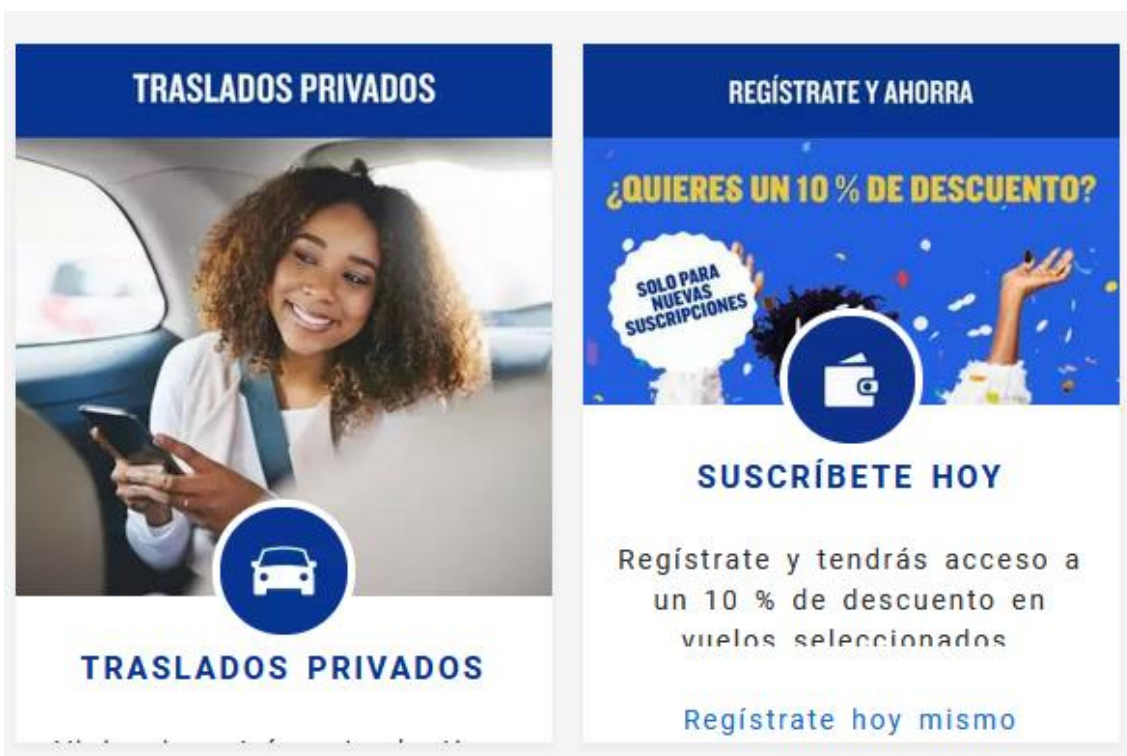 TRASLADOS PRIVADOS
TRASLADOS PRIVADOS
REGÍSTRATE Y AHORRA
¿QUIERES UN 10 % DE DESCUENTO?
SOLO PARA
NUEVAS
SUSCRIPCIONES
SUSCRÍBETE HOY
Regístrate y tendrás acceso a
un 10 % de descuento en
vuelos seleccionados
Regístrate hoy mismo